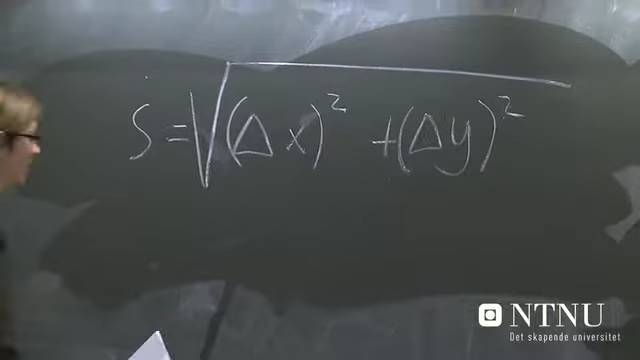 S = √(Δx)² + (Δy)²
NTNU
Det skapende universitet